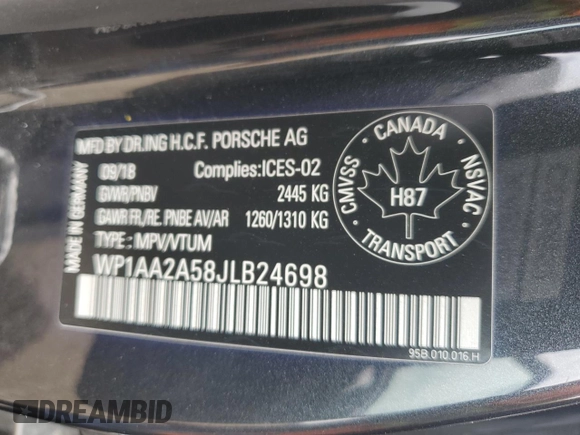 MFD BY DR.ING H.C.F. PORSCHE AG
09/18 Complies:ICES-02
GVWR/PNBV 2445 KG
GAWR FR./RE. PNBE AV/AR 1260/1310 KG
TYPE: MPV/VTUM
WP1AA2A58JLB24698
MADE IN GERMANY
CANADA
CMVSS
NSVAC
H87
TRANSPORT
95B.010.016.H
DREAMBID